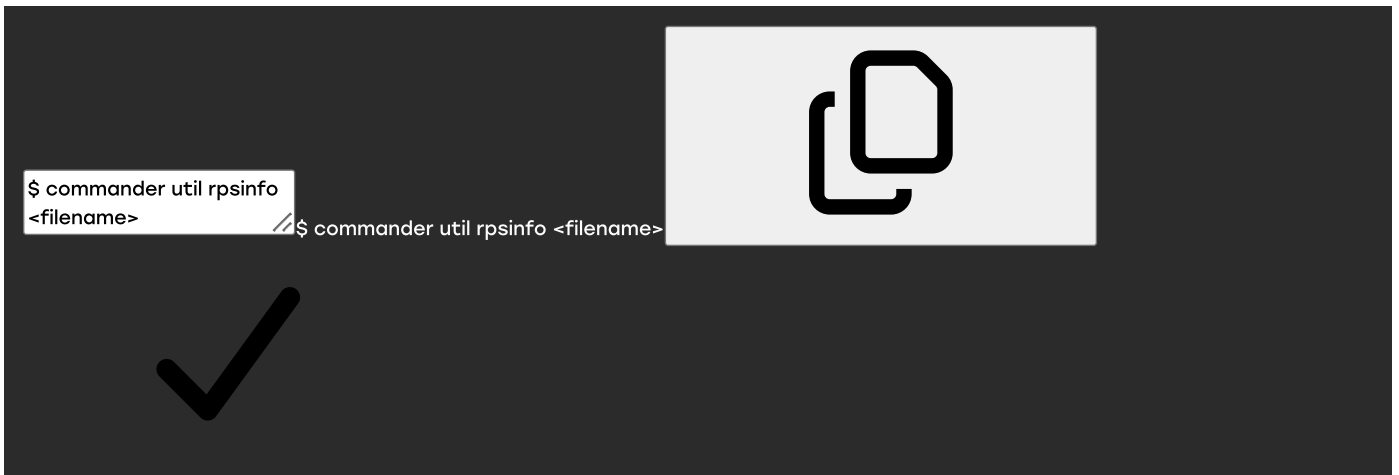 $ commander util rpsinfo
<filename>
$ commander util rpsinfo <filename>